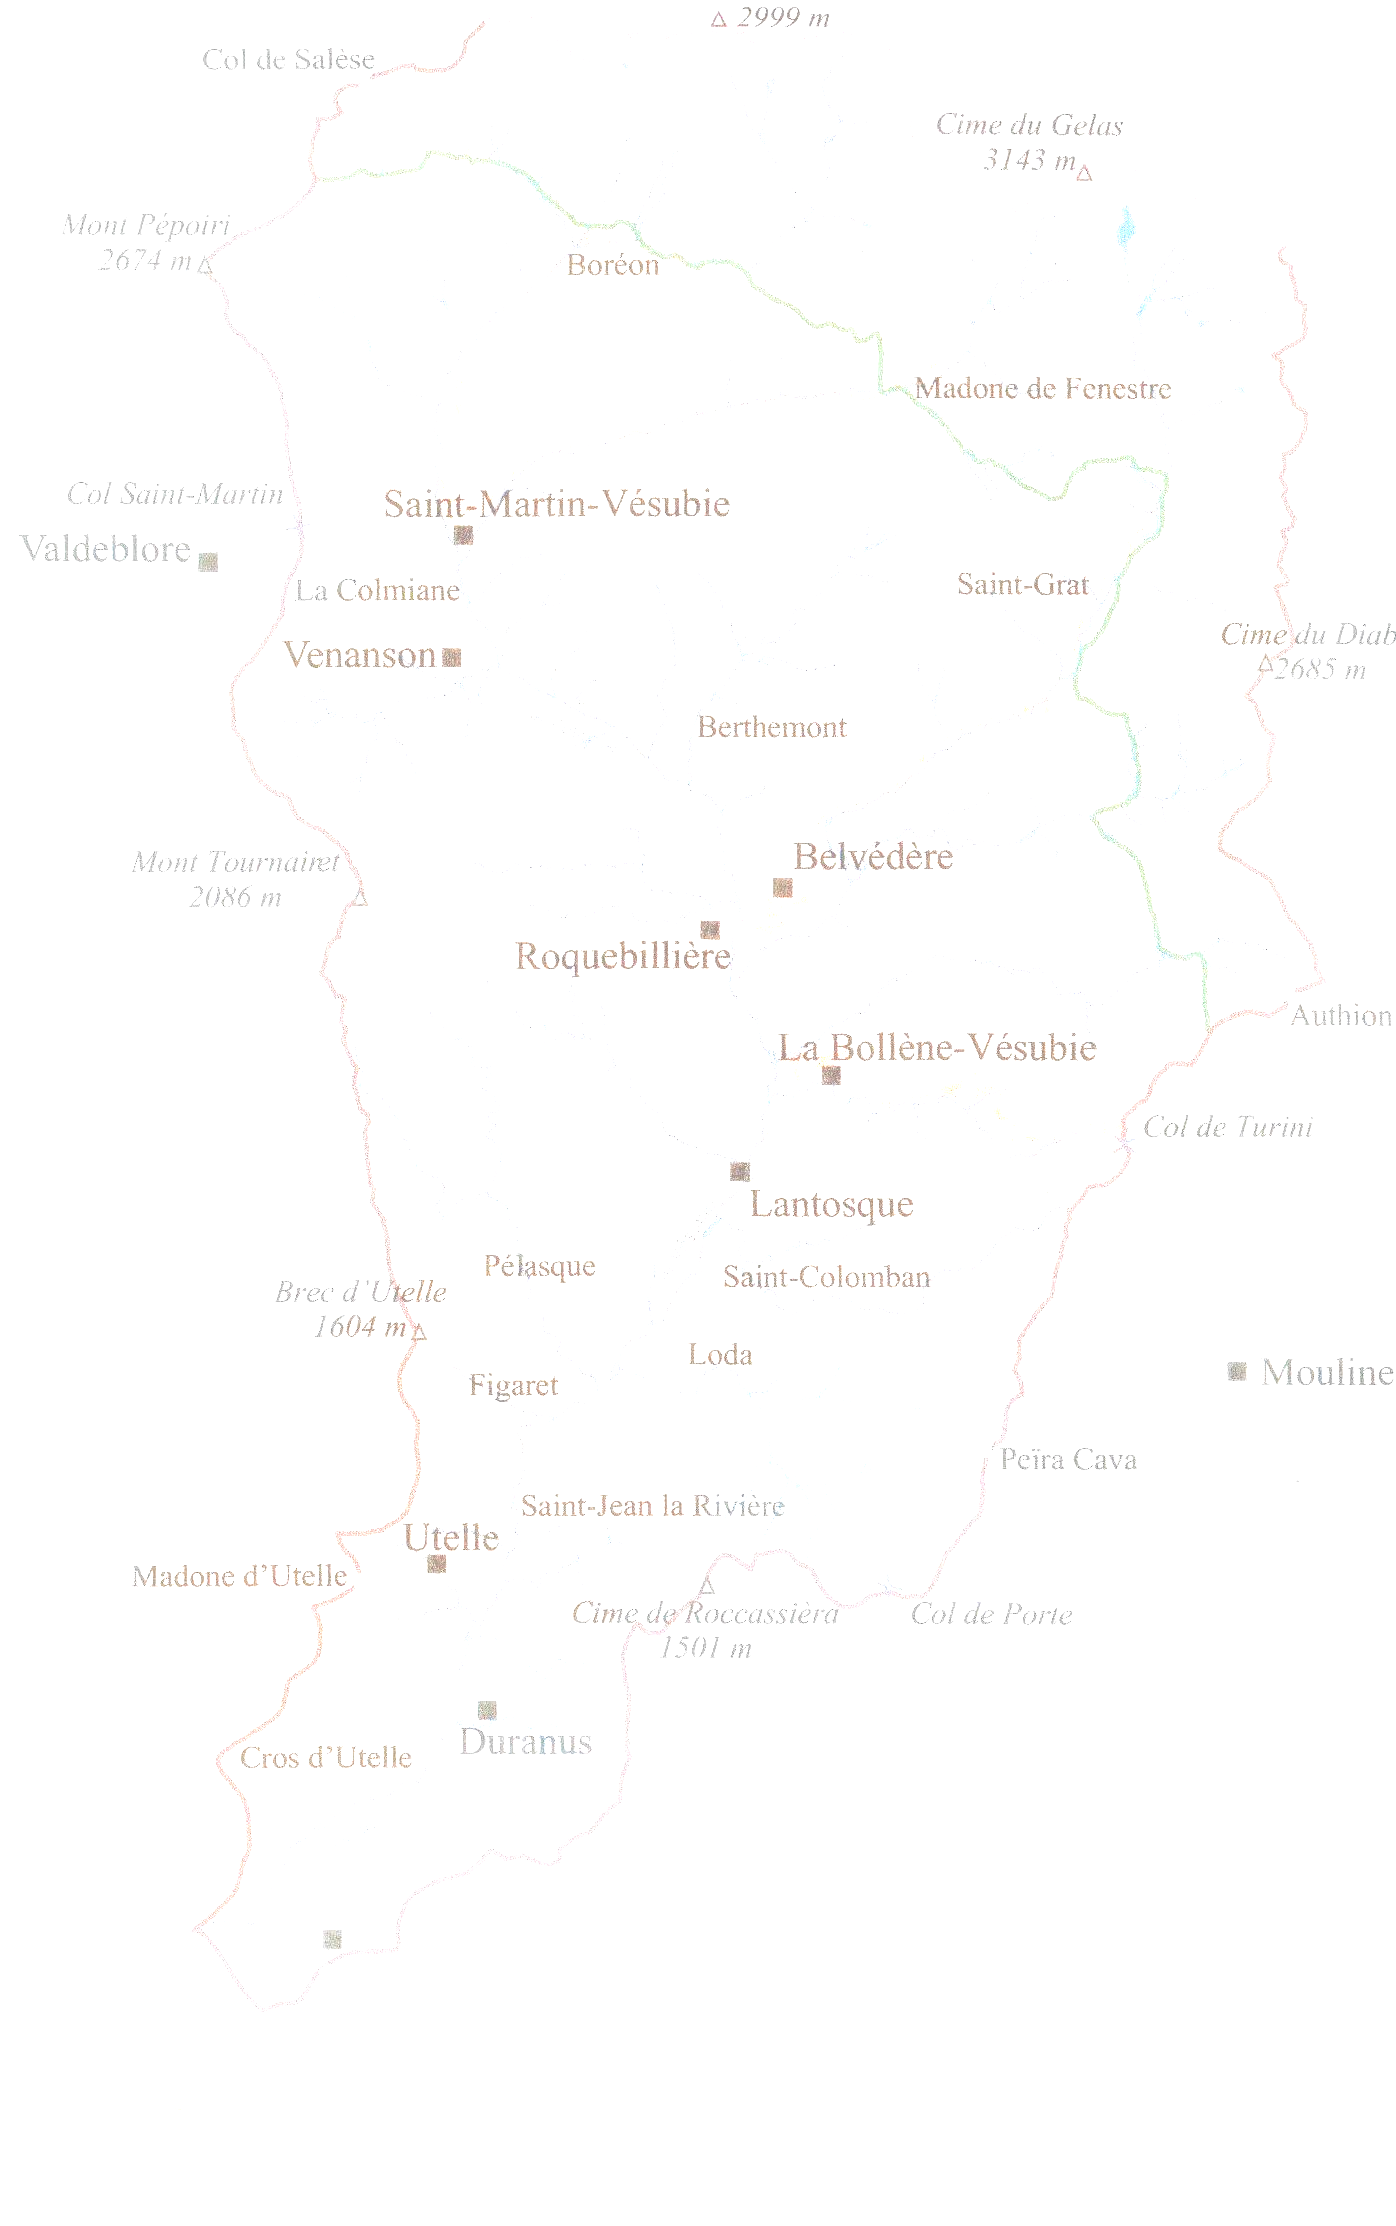 2999 m
Col de Salèse
Cime du Gelas
3143 m
Mont Pépoiri
2674 m
Boréon
Madone de Fenestre
Col Saint-Martin
Saint-Martin-Vésubie
Valdeblore
La Colmiane
Saint-Grat
Cime du Diab
2685 m
Venanson
Berthemont
Belvédère
Mont Tournairet
2086 m
Roquebillière
Authion
La Bollène-Vésubie
Col de Turini
Lantosque
Pélasque
Saint-Colomban
Brec d'Utelle
1604 m
Loda
Figaret
Mouline
Peïra Cava
Saint-Jean la Rivière
Utelle
Madone d'Utelle
Cime de Roccassièra
1501 m
Col de Porte
Duranus
Cros d'Utelle